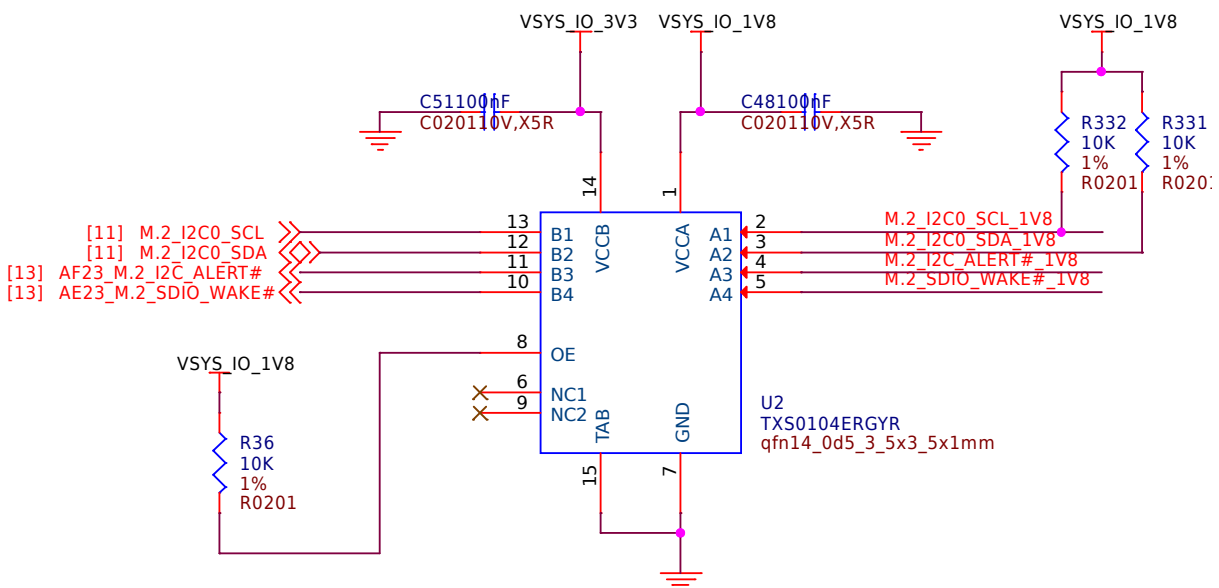 VSYS_IO_3V3
VSYS_IO_1V8
VSYS_IO_1V8
C51100nF
C020110V,X5R
C48100nF
C020110V,X5R
R332
10K
1%
R0201
R331
10K
1%
R0201
14
1
[11] M.2_I2C0_SCL
[11] M.2_I2C0_SDA
[13] AF23_M.2_I2C_ALERT#
[13] AE23_M.2_SDIO_WAKE#
13
12
11
10
B1
B2
B3
B4
VCCB
VCCA
A1
A2
A3
A4
2
3
4
5
M.2_I2C0_SCL_1V8
M.2_I2C0_SDA_1V8
M.2_I2C_ALERT#_1V8
M.2_SDIO_WAKE#_1V8
8
OE
VSYS_IO_1V8
6
NC1
9
NC2
TAB
GND
U2
TXS0104ERGYR
qfn14_0d5_3_5x3_5x1mm
R36
10K
1%
R0201
15
7